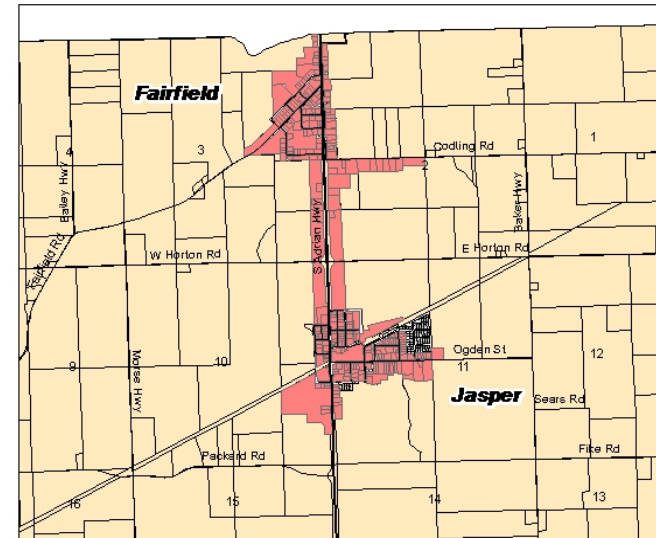 Fairfield
1
Codling Rd
4
3
2
Bailey Hwy
Baker Hwy
S Adrian Hwy
Fairfield Rd
W Horton Rd
E Horton Rd
Ogden St
9
10
11
12
Morse Hwy
Jasper
Sears Rd
Packard Rd
Fike Rd
16
15
14
13